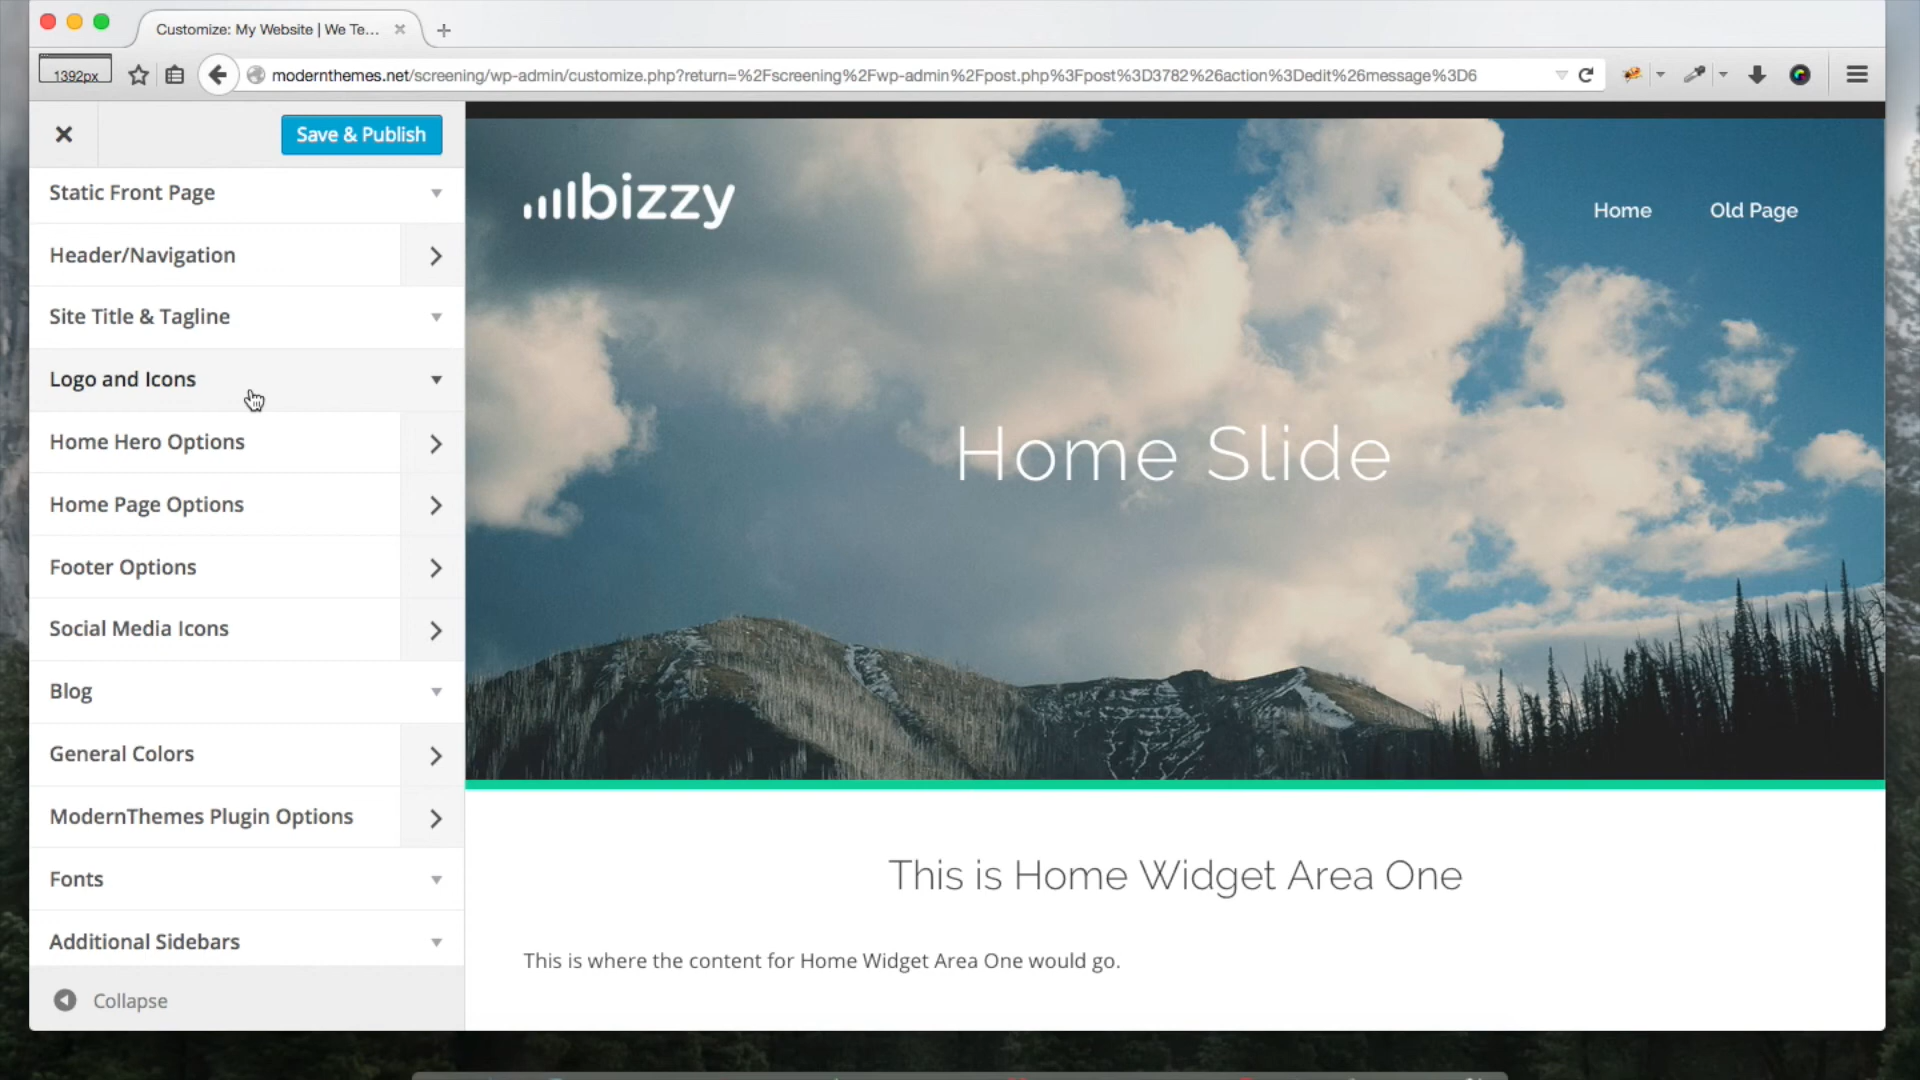 Customize: My Website | We Te...
1392px
modernthemes.net/screening/wp-admin/customize.php?return=%2Fscreening%2Fwp-admin%2Fpost.php%3Fpost%3D3782%26action%3Dedit%26message%3D6
Save & Publish
Static Front Page
Header/Navigation
Site Title & Tagline
Logo and Icons
Home Hero Options
Home Page Options
Footer Options
Social Media Icons
Blog
General Colors
ModernThemes Plugin Options
Fonts
Additional Sidebars
Collapse
bizzy
Home Old Page
Home Slide
This is Home Widget Area One
This is where the content for Home Widget Area One would go.